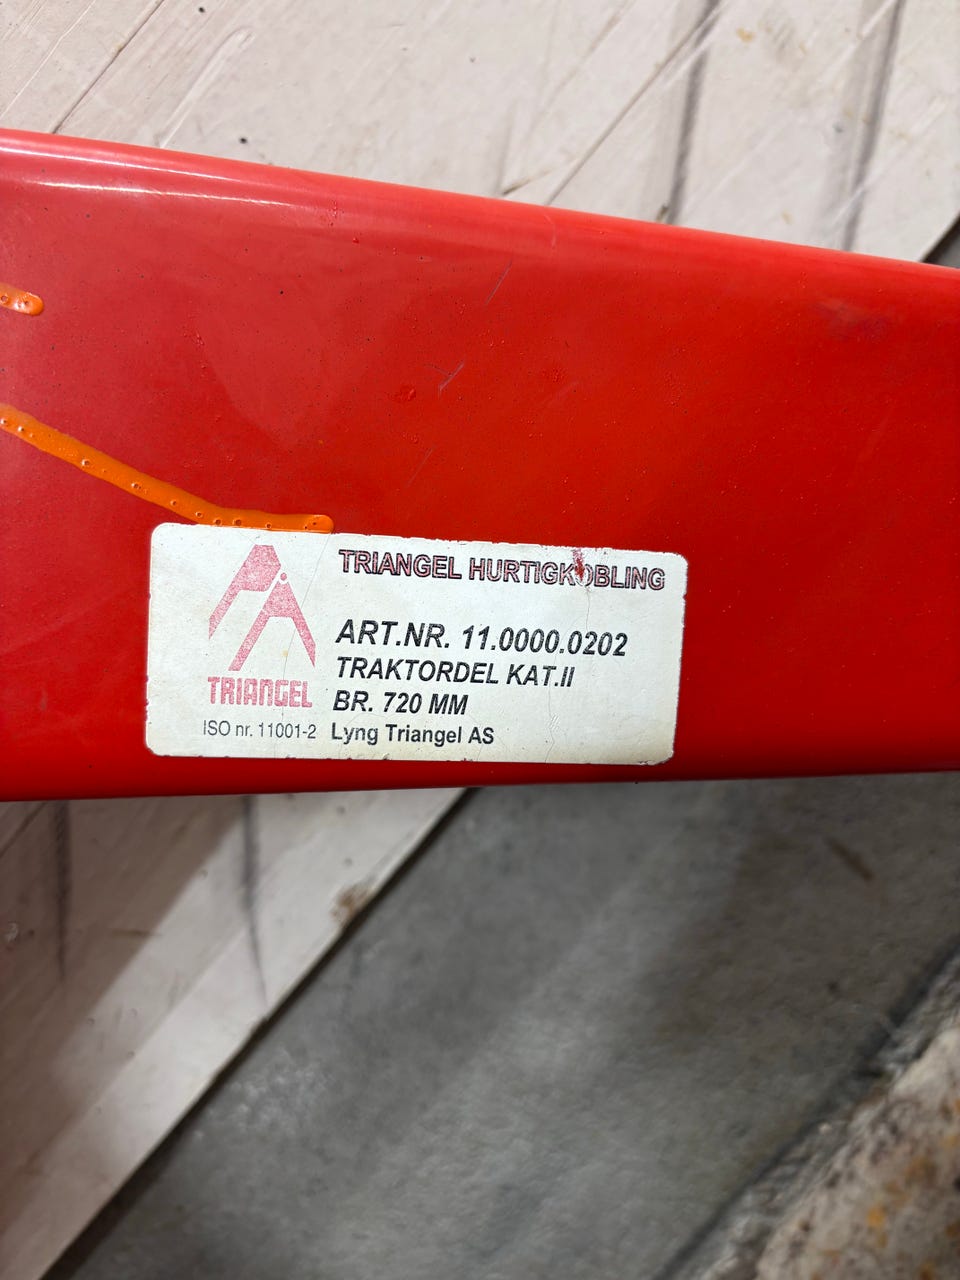 TRIANGEL HURTIGKOBLING
ART.NR. 11.0000.0202
TRAKTORDEL KAT.II
BR. 720 MM
TRIANGEL
ISO nr. 11001-2 Lyng Triangel AS